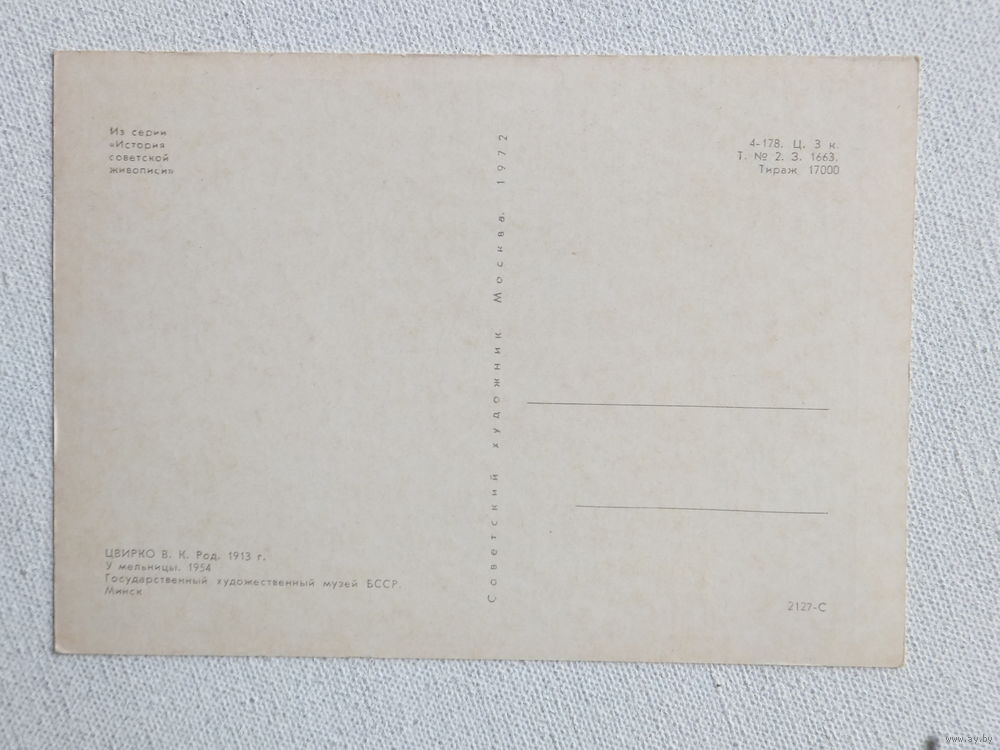 Из серии
«История
советской
живописи»
4-178. Ц. 3 к.
Т. № 2. З. 1663.
Тираж 17000
Советский художник Москва. 1972
ЦВИРКО В. К. Род. 1913 г.
У мельницы. 1954
Государственный художественный музей БССР.
Минск
2127-С
www.ay.by